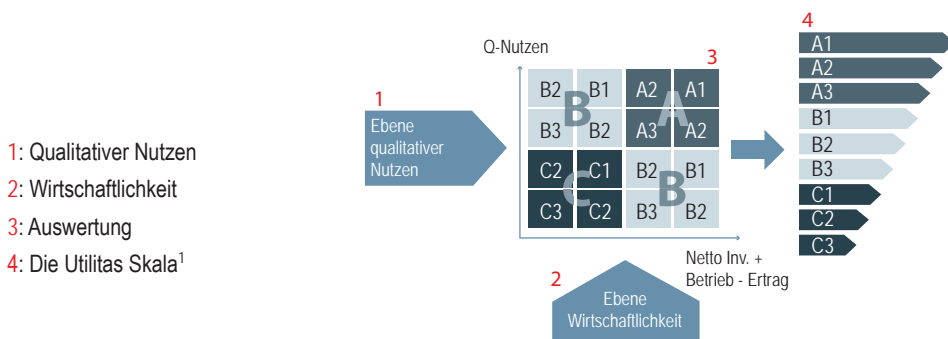 1: Qualitativer Nutzen
2: Wirtschaftlichkeit
3: Auswertung
4: Die Utilitas Skala1
Q-Nutzen
3
1
Ebene
qualitativer
Nutzen
B2 B1 A2 A1
B A
B3 B2 A3 A2
C2 C1 B2 B1
C B
C3 C2 B3 B2
Netto Inv. +
Betrieb - Ertrag
2
Ebene
Wirtschaftlichkeit
4
A1
A2
A3
B1
B2
B3
C1
C2
C3